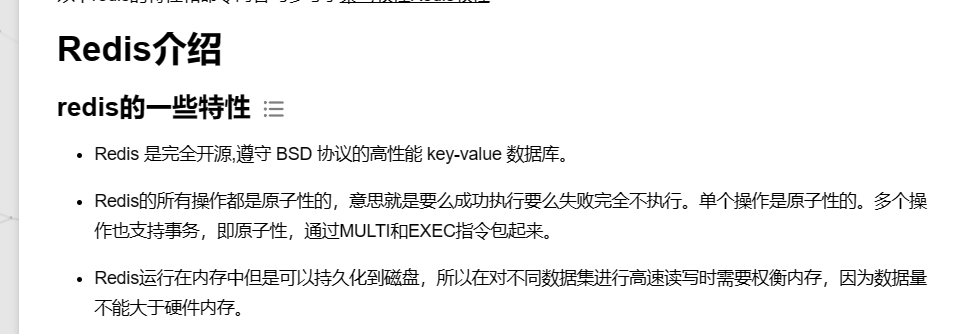 Redis介绍
redis的一些特性
Redis 是完全开源,遵守 BSD 协议的高性能 key-value 数据库。
Redis的所有操作都是原子性的，意思就是要么成功执行要么失败完全不执行。单个操作是原子性的。多个操
作也支持事务，即原子性，通过MULTI和EXEC指令包起来。
Redis运行在内存中但是可以持久化到磁盘，所以在对不同数据集进行高速读写时需要权衡内存，因为数据量
不能大于硬件内存。